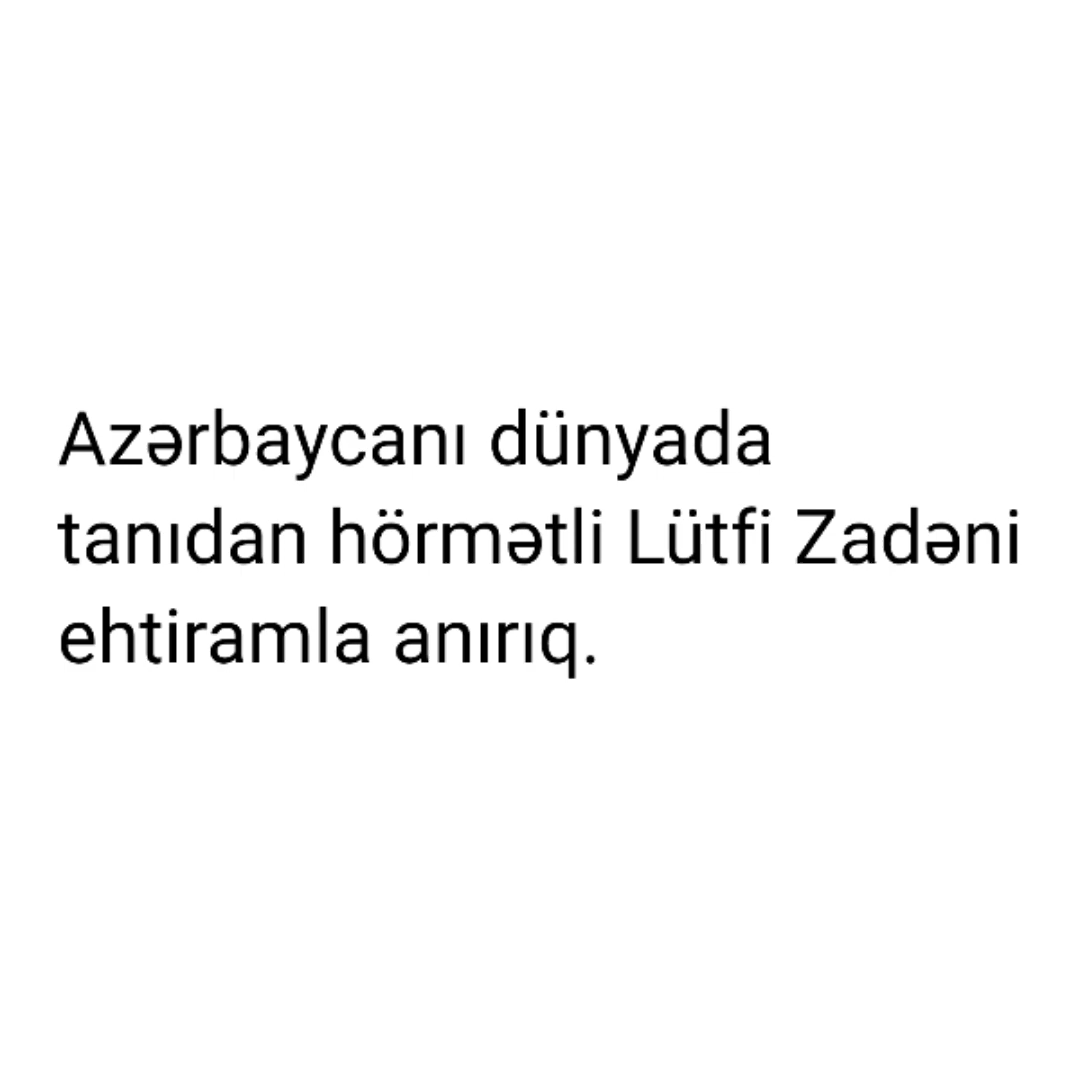 Azərbaycanı dünyada
tanıdan hörmətli Lütfi Zadəni
ehtiramla anırıq.